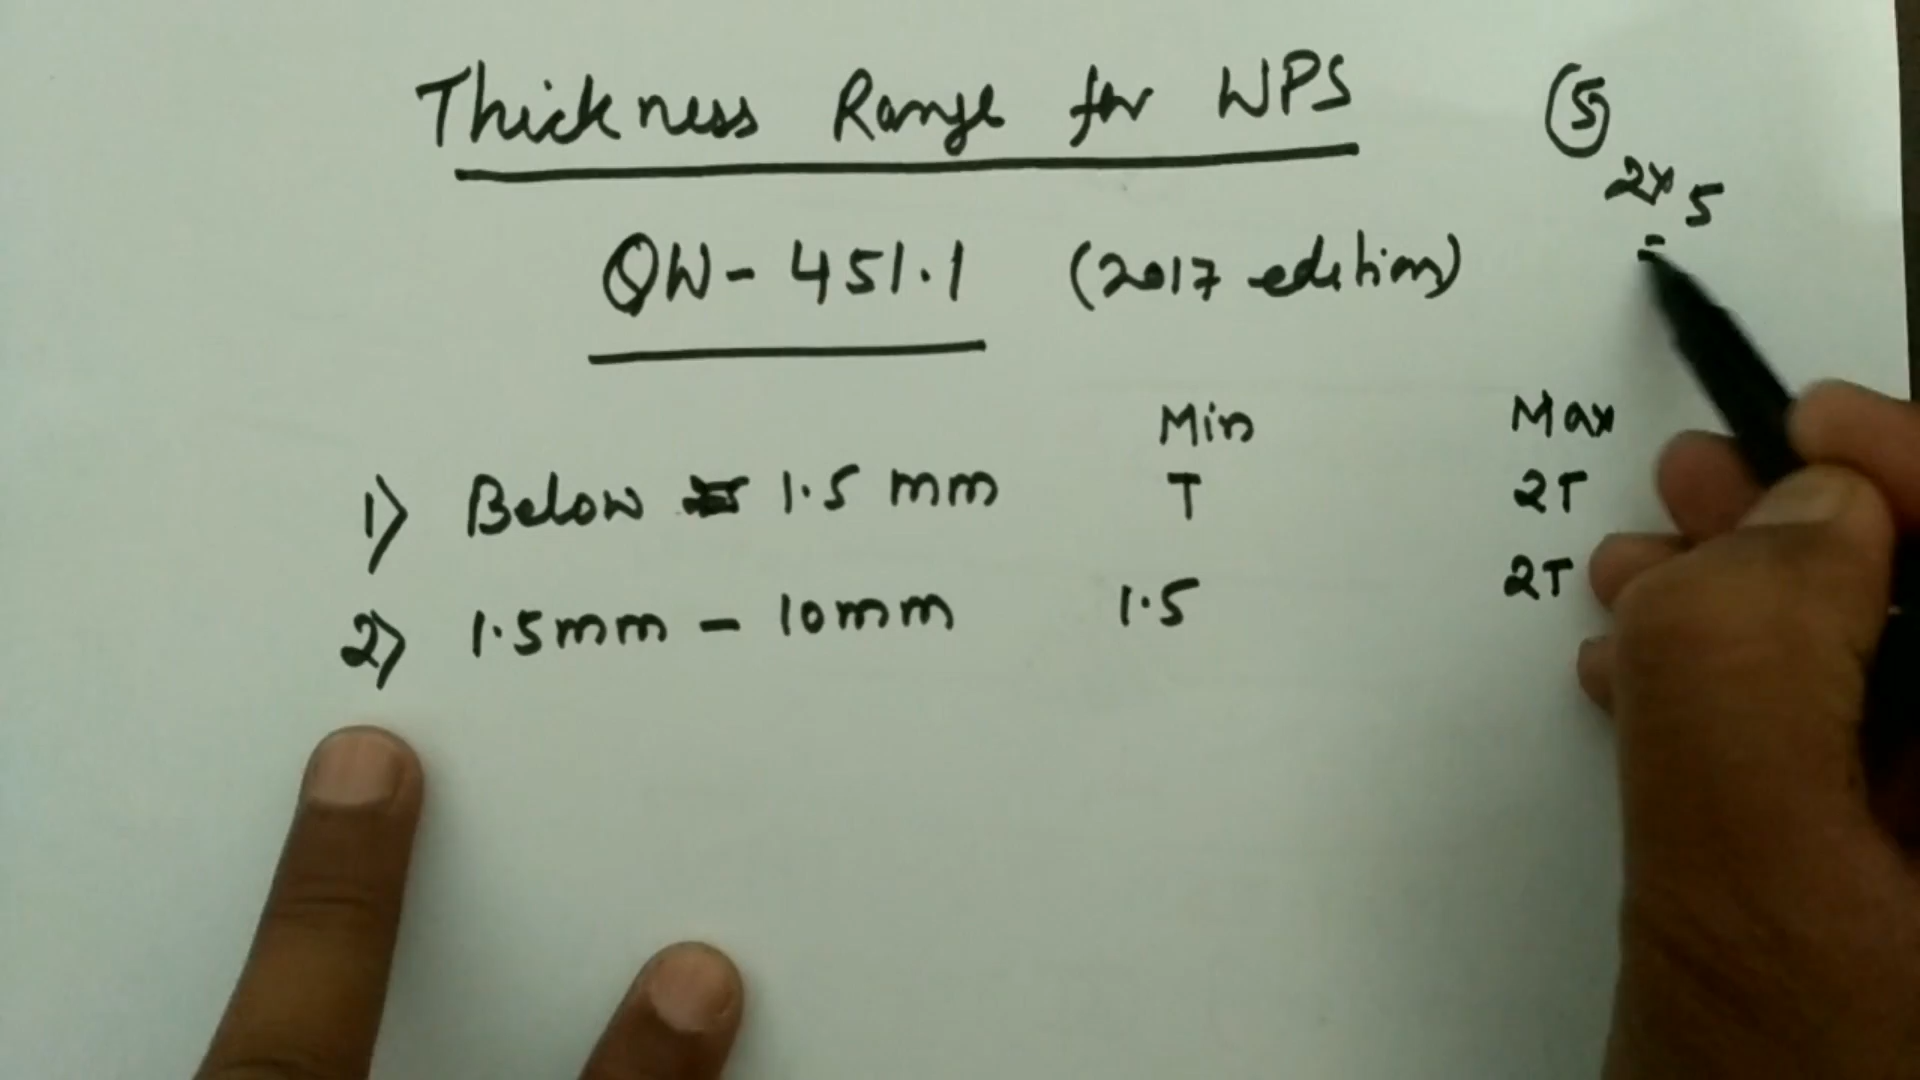 Thickness Range for WPS
5
2x5
=
QW-451.1 (2017 edition)
Min Max
1) Below 1.5 mm T 2T
2) 1.5mm - 10mm 1.5 2T